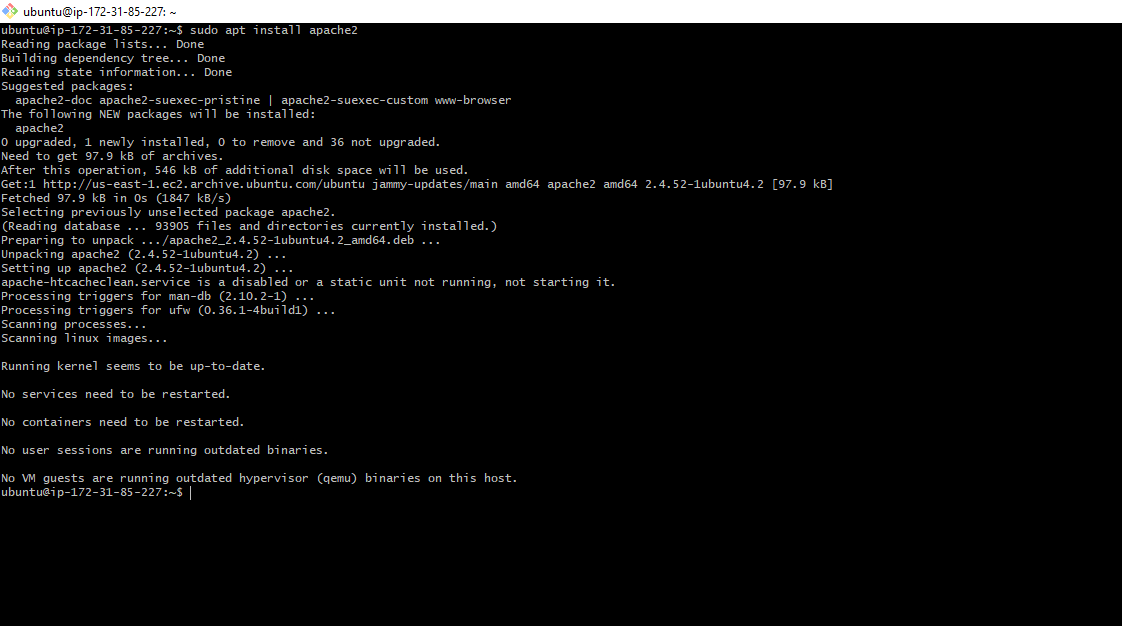 ubuntu@ip-172-31-85-227: ~
ubuntu@ip-172-31-85-227:~$ sudo apt install apache2
Reading package lists... Done
Building dependency tree... Done
Reading state information... Done
Suggested packages:
  apache2-doc apache2-suexec-pristine | apache2-suexec-custom www-browser
The following NEW packages will be installed:
  apache2
0 upgraded, 1 newly installed, 0 to remove and 36 not upgraded.
Need to get 97.9 kB of archives.
After this operation, 546 kB of additional disk space will be used.
Get:1 http://us-east-1.ec2.archive.ubuntu.com/ubuntu jammy-updates/main amd64 apache2 amd64 2.4.52-1ubuntu4.2 [97.9 kB]
Fetched 97.9 kB in 0s (1847 kB/s)
Selecting previously unselected package apache2.
(Reading database ... 93905 files and directories currently installed.)
Preparing to unpack .../apache2_2.4.52-1ubuntu4.2_amd64.deb ...
Unpacking apache2 (2.4.52-1ubuntu4.2) ...
Setting up apache2 (2.4.52-1ubuntu4.2) ...
apache-htcacheclean.service is a disabled or a static unit not running, not starting it.
Processing triggers for man-db (2.10.2-1) ...
Processing triggers for ufw (0.36.1-4build1) ...
Scanning processes...
Scanning linux images...
Running kernel seems to be up-to-date.
No services need to be restarted.
No containers need to be restarted.
No user sessions are running outdated binaries.
No VM guests are running outdated hypervisor (qemu) binaries on this host.
ubuntu@ip-172-31-85-227:~$